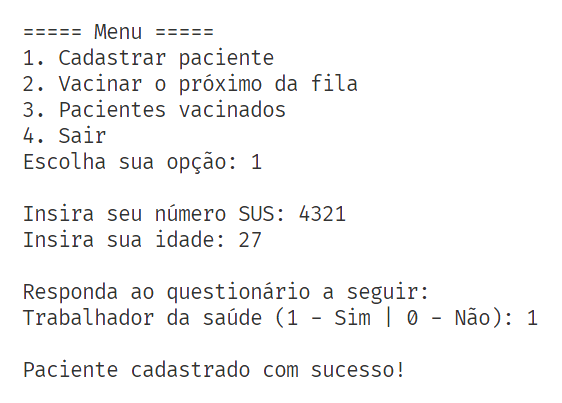 ===== Menu =====
1. Cadastrar paciente
2. Vacinar o próximo da fila
3. Pacientes vacinados
4. Sair
Escolha sua opção: 1
Insira seu número SUS: 4321
Insira sua idade: 27
Responda ao questionário a seguir:
Trabalhador da saúde (1 - Sim | 0 - Não): 1
Paciente cadastrado com sucesso!